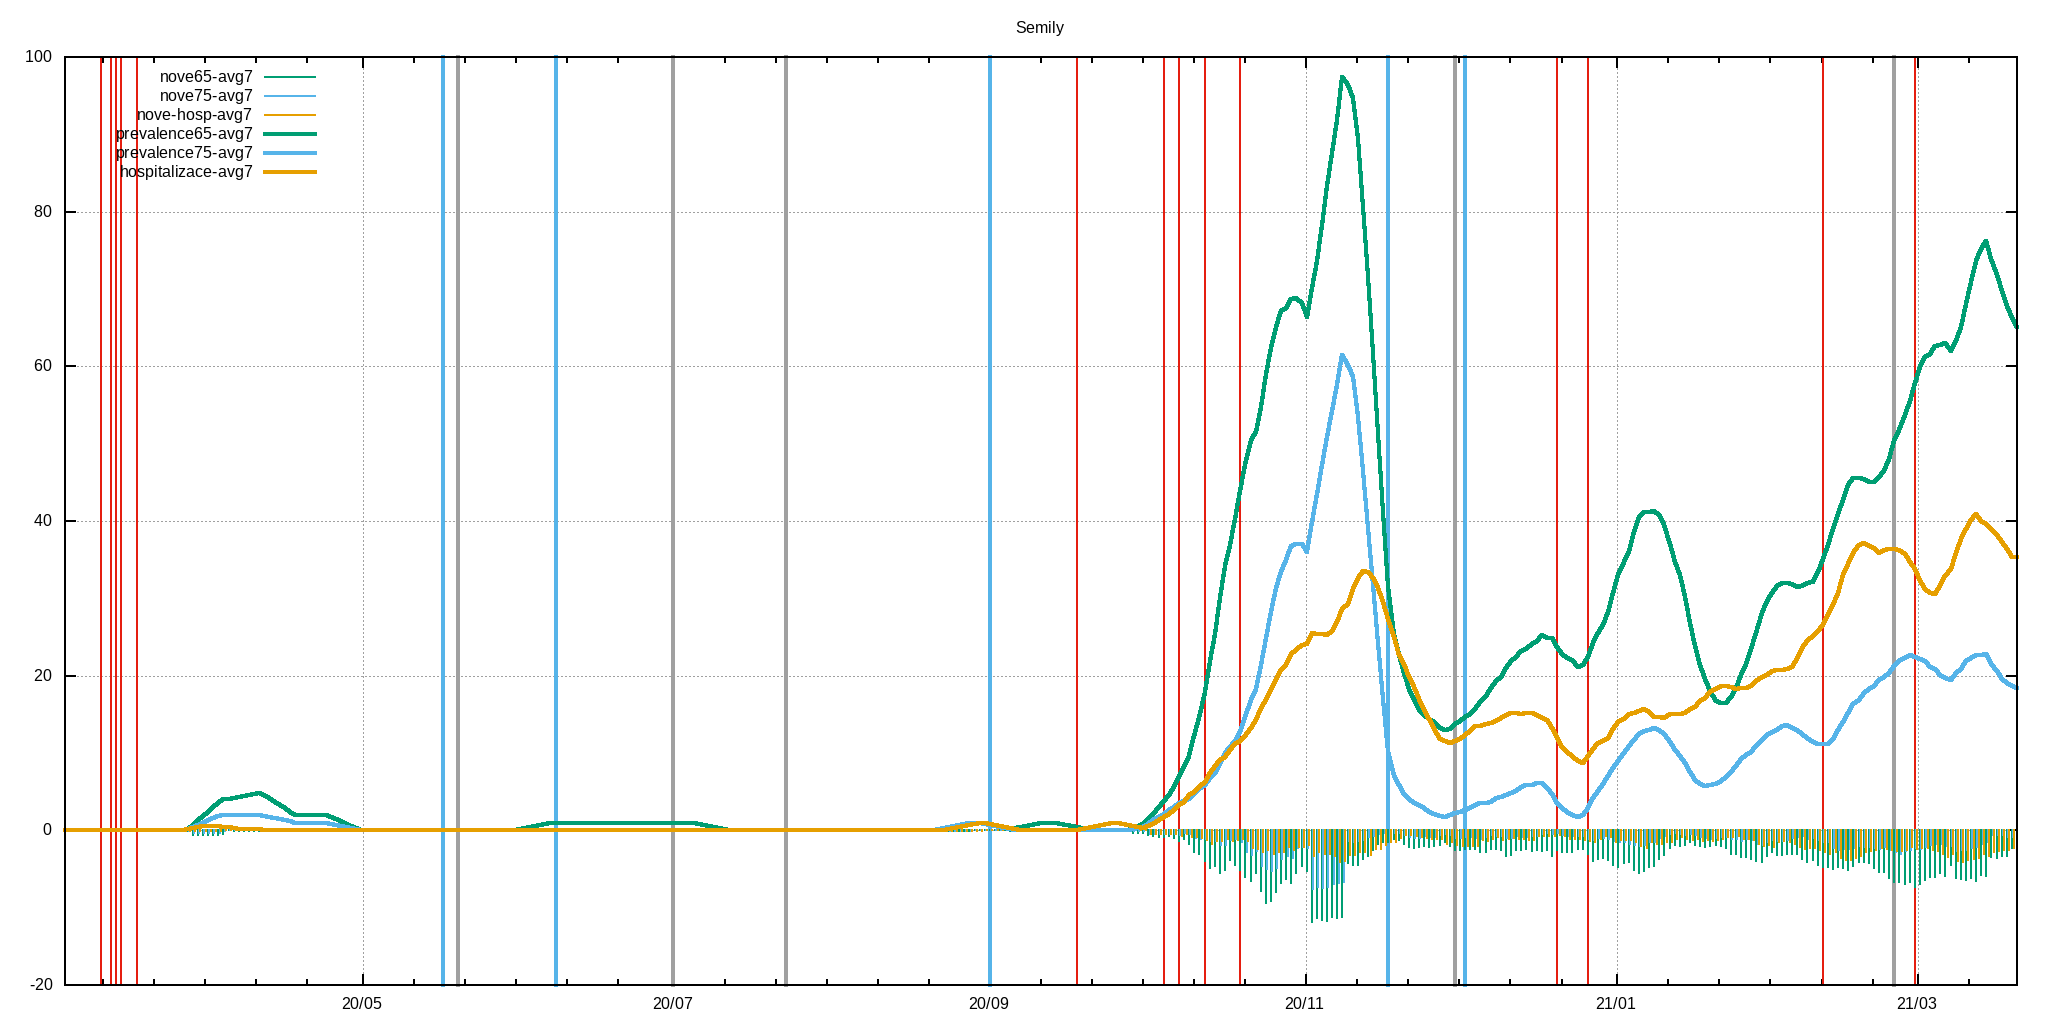 Semily
100
80
60
40
20
0
-20
nove65-avg7
nove75-avg7
nove-hosp-avg7
prevalence65-avg7
prevalence75-avg7
hospitalizace-avg7
20/05
20/07
20/09
20/11
21/01
21/03